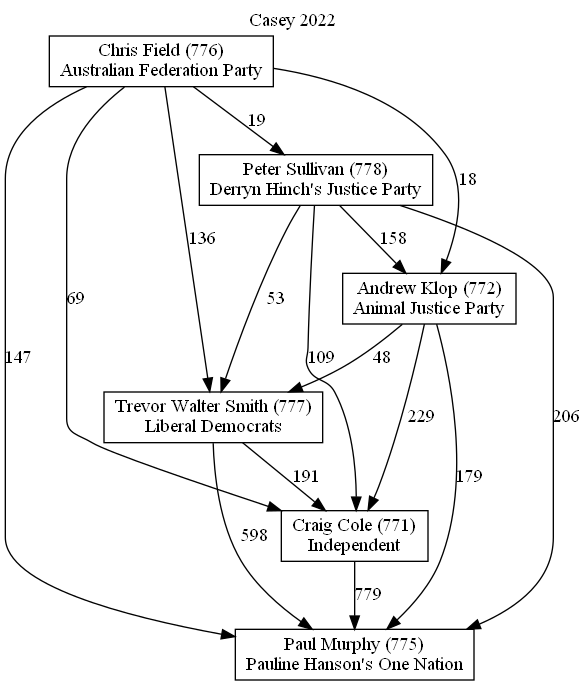 Casey 2022
Chris Field (776)
Australian Federation Party
19
Peter Sullivan (778)
Derryn Hinch's Justice Party
18
136
158
Andrew Klop (772)
Animal Justice Party
69
53
147
109
48
Trevor Walter Smith (777)
Liberal Democrats
229
206
191
179
Craig Cole (771)
Independent
598
779
Paul Murphy (775)
Pauline Hanson's One Nation